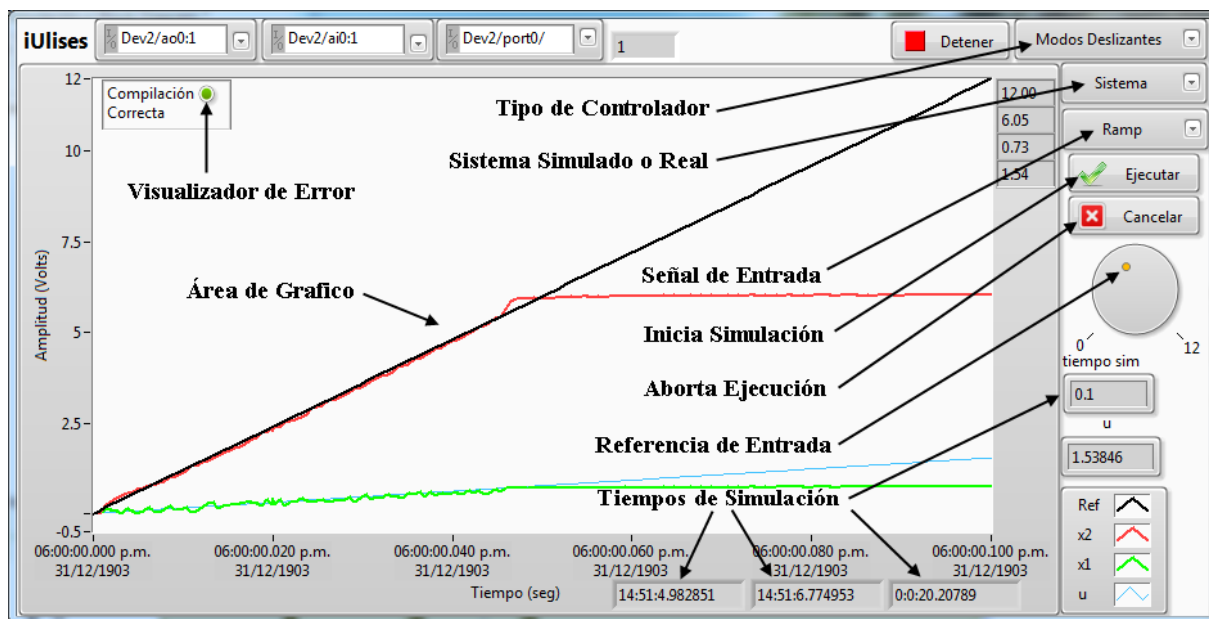 iUlises
Dev2/ao0:1
Dev2/ai0:1
Dev2/port0/
1
Detener
Modos Deslizantes
Compilación
Correcta
Visualizador de Error
Tipo de Controlador
Sistema Simulado o Real
Área de Grafico
Señal de Entrada
Inicia Simulación
Aborta Ejecución
Referencia de Entrada
Tiempos de Simulación
12.00
6.05
0.73
1.54
Sistema
Ramp
Ejecutar
Cancelar
0
12
tiempo sim
0.1
u
1.53846
Ref
x2
x1
u
Amplitud (Volts)
12
10
7.5
5
2.5
-0.5
06:00:00.000 p.m.
31/12/1903
06:00:00.020 p.m.
31/12/1903
06:00:00.040 p.m.
31/12/1903
06:00:00.060 p.m.
31/12/1903
06:00:00.080 p.m.
31/12/1903
06:00:00.100 p.m.
31/12/1903
Tiempo (seg)
14:51:4.982851
14:51:6.774953
0:0:20.20789